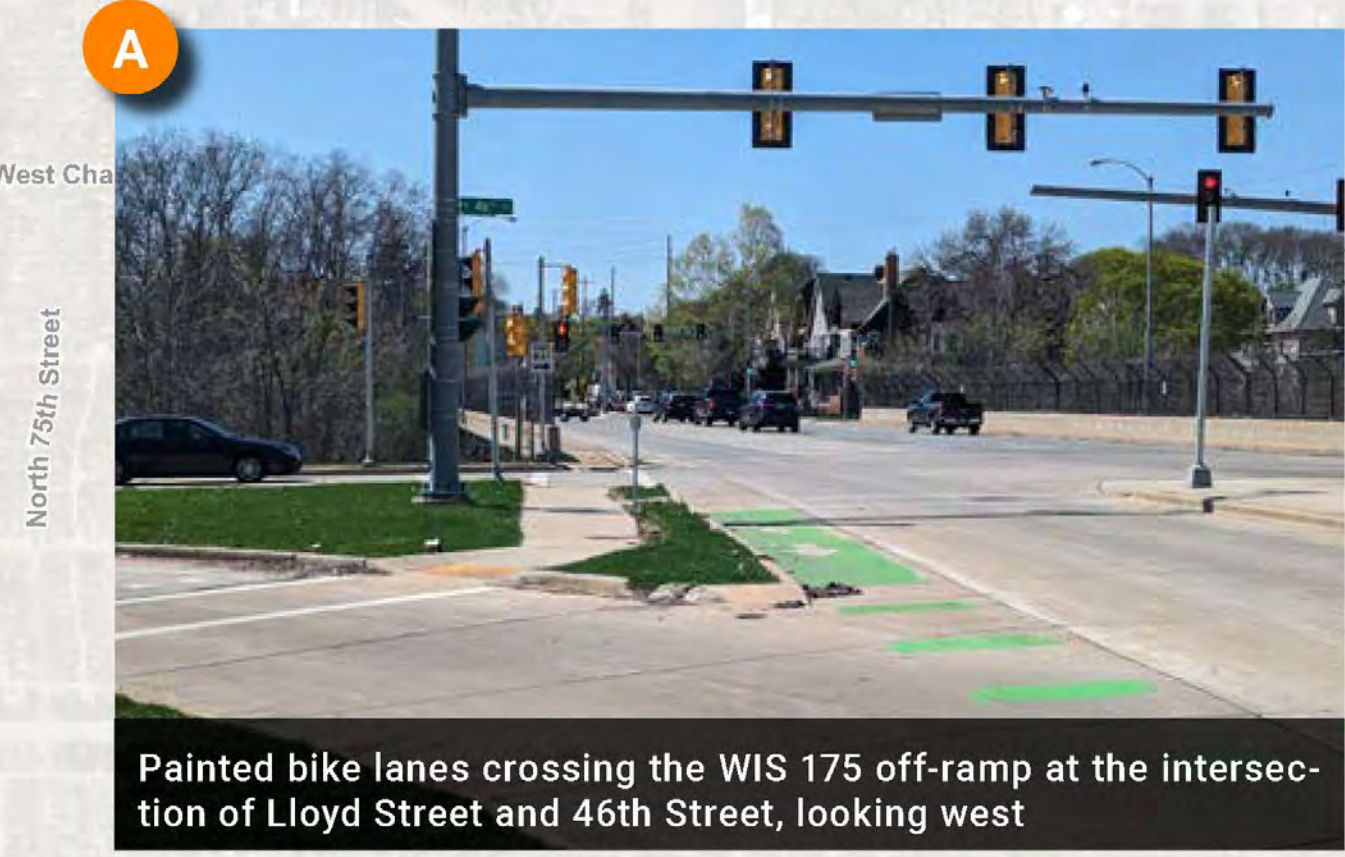 A
West Cha
North 75th Street
Painted bike lanes crossing the WIS 175 off-ramp at the intersec-
tion of Lloyd Street and 46th Street, looking west